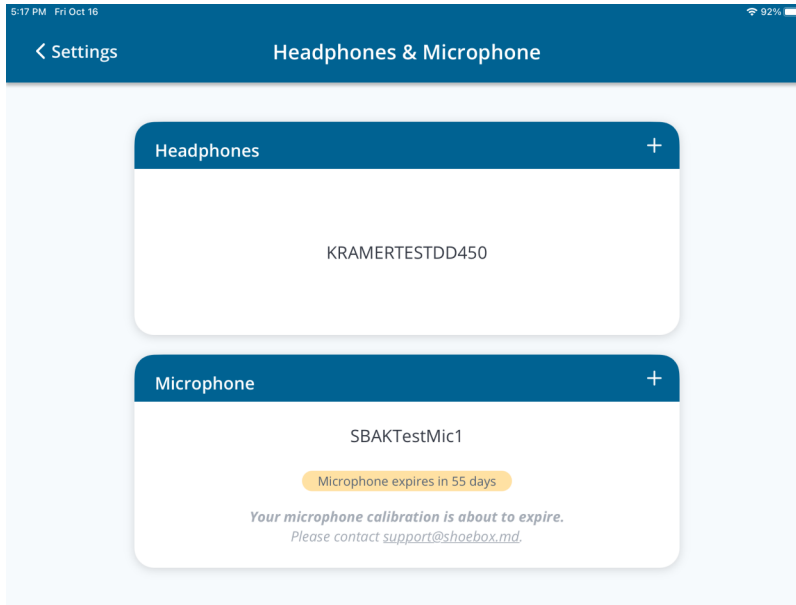 5:17 PM Fri Oct 16 92%
Settings Headphones & Microphone
Headphones +
KRAMERTESTDD450
Microphone +
SBAKTestMic1
Microphone expires in 55 days
Your microphone calibration is about to expire.
Please contact support@shoebox.md.